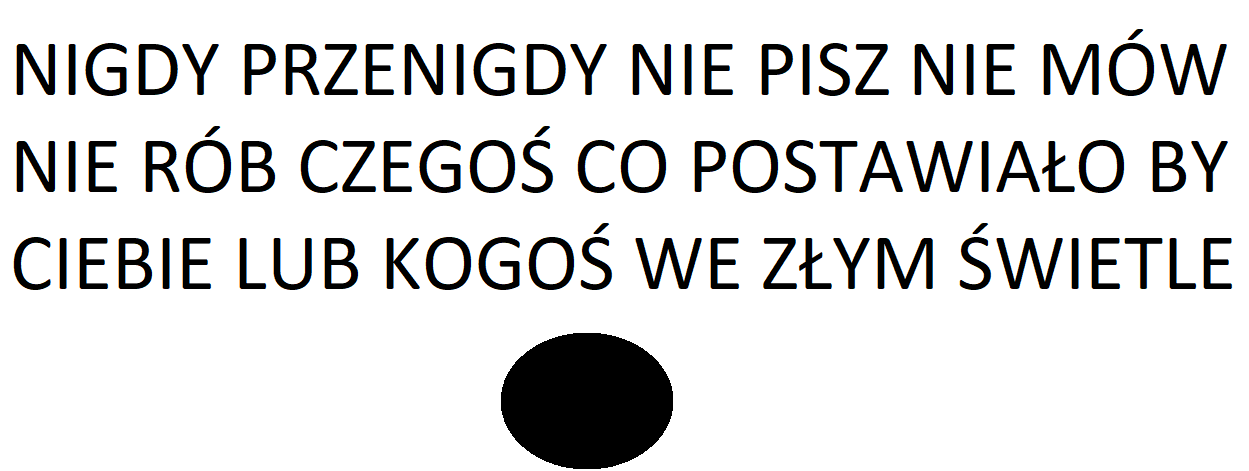 NIGDY PRZENIGDY NIE PISZ NIE MÓW
NIE RÓB CZEGOŚ CO POSTAWIAŁO BY
CIEBIE LUB KOGOŚ WE ZŁYM ŚWIETLE